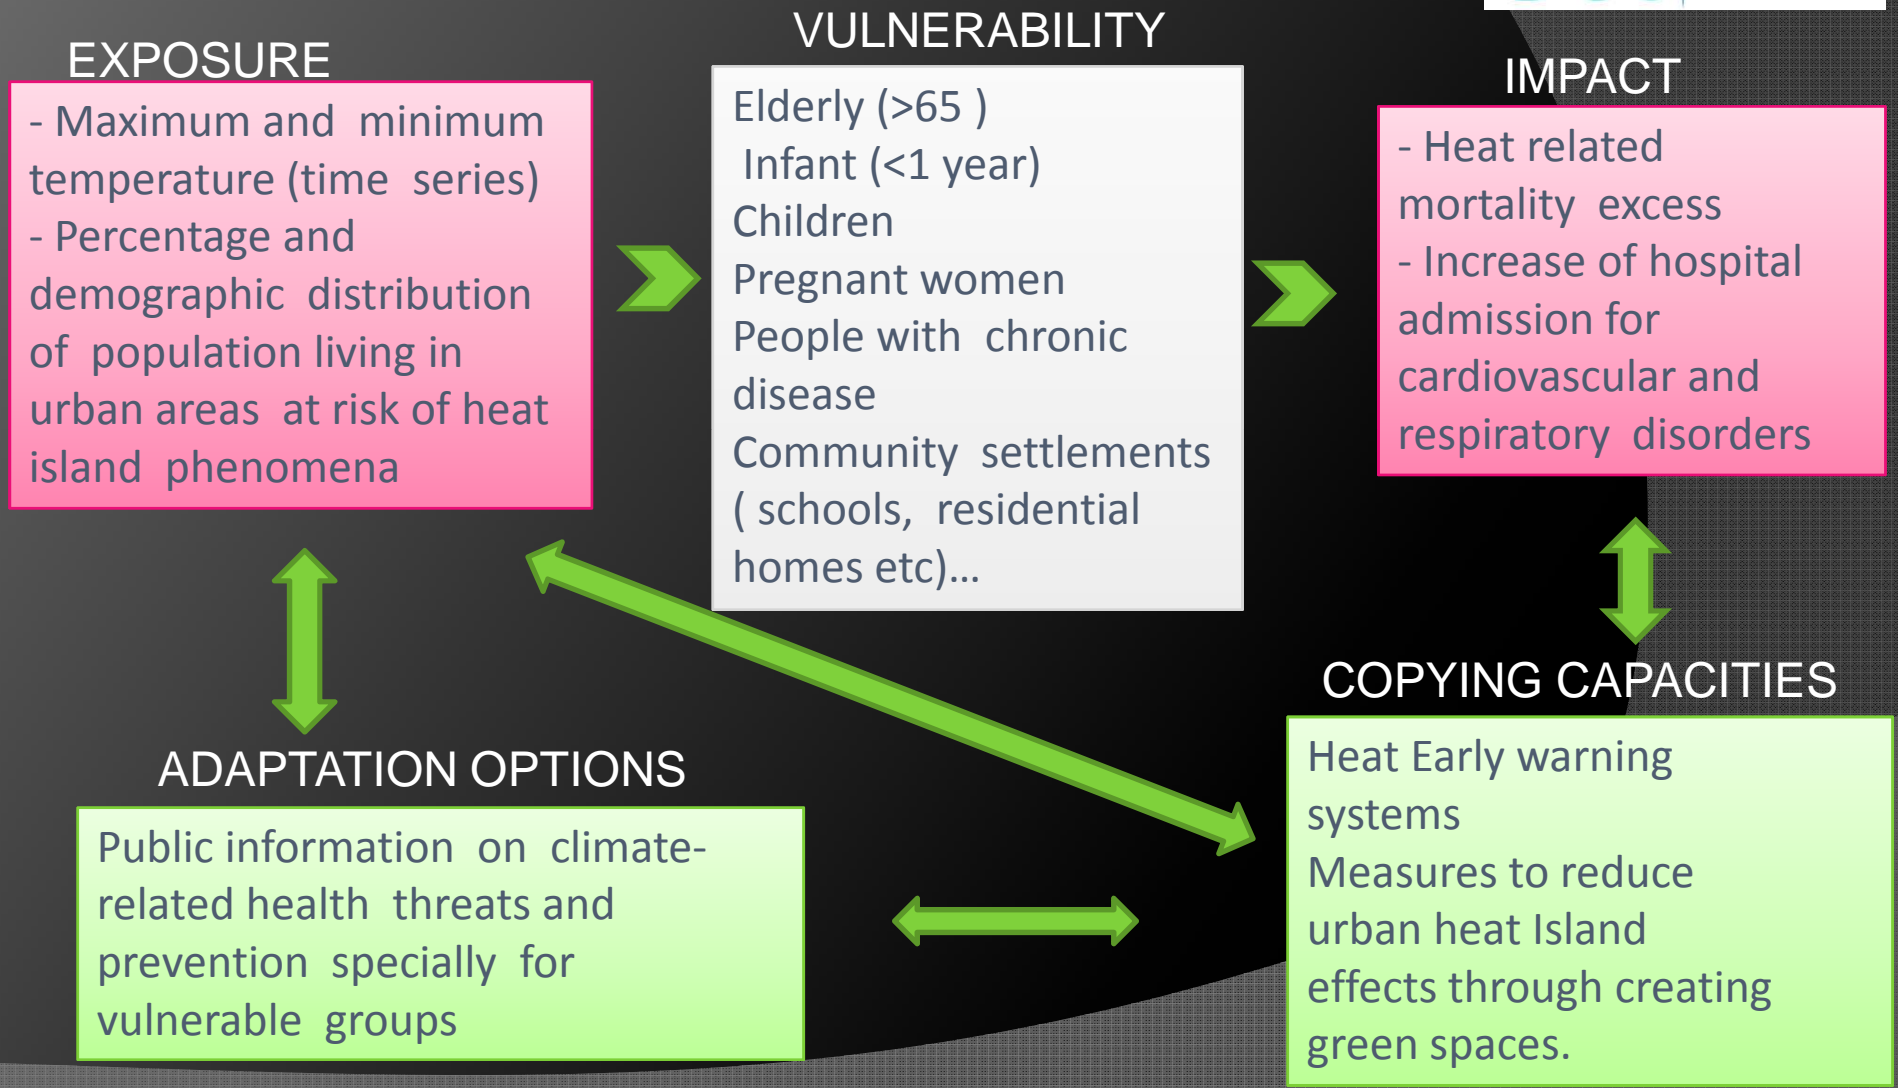 EXPOSURE
- Maximum and minimum
temperature (time series)
- Percentage and
demographic distribution
of population living in
urban areas at risk of heat
island phenomena
VULNERABILITY
Elderly (>65 )
Infant (<1 year)
Children
Pregnant women
People with chronic
disease
Community settlements
( schools, residential
homes etc)…
IMPACT
- Heat related
mortality excess
- Increase of hospital
admission for
cardiovascular and
respiratory disorders
ADAPTATION OPTIONS
Public information on climate-
related health threats and
prevention specially for
vulnerable groups
COPYING CAPACITIES
Heat Early warning
systems
Measures to reduce
urban heat Island
effects through creating
green spaces.